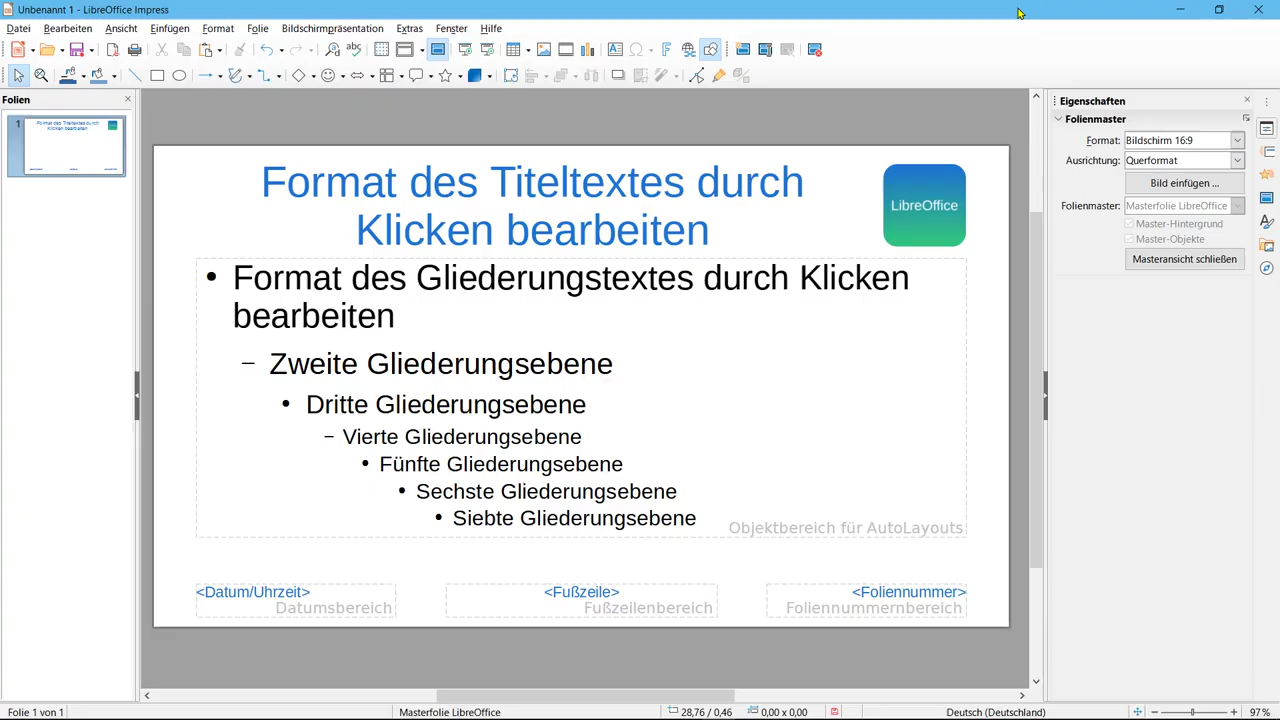 Unbenannt 1 - LibreOffice Impress
Datei Bearbeiten Ansicht Einfügen Format Folie Bildschirmpräsentation Extras Fenster Hilfe
Folien
1
Format des Titeltextes durch
Klicken bearbeiten
LibreOffice
Format des Gliederungstextes durch Klicken
bearbeiten
Zweite Gliederungsebene
Dritte Gliederungsebene
Vierte Gliederungsebene
Fünfte Gliederungsebene
Sechste Gliederungsebene
Siebte Gliederungsebene
Objektbereich für AutoLayouts
<Datum/Uhrzeit>
Datumsbereich
<Fußzeile>
Fußzeilenbereich
<Foliennummer>
Foliennummernbereich
Eigenschaften
Folienmaster
Format: Bildschirm 16:9
Ausrichtung: Querformat
Bild einfügen ...
Folienmaster: Masterfolie LibreOffice
Master-Hintergrund
Master-Objekte
Masteransicht schließen
Folie 1 von 1
Masterfolie LibreOffice
28,76 / 0,46
0,00 x 0,00
Deutsch (Deutschland)
97%